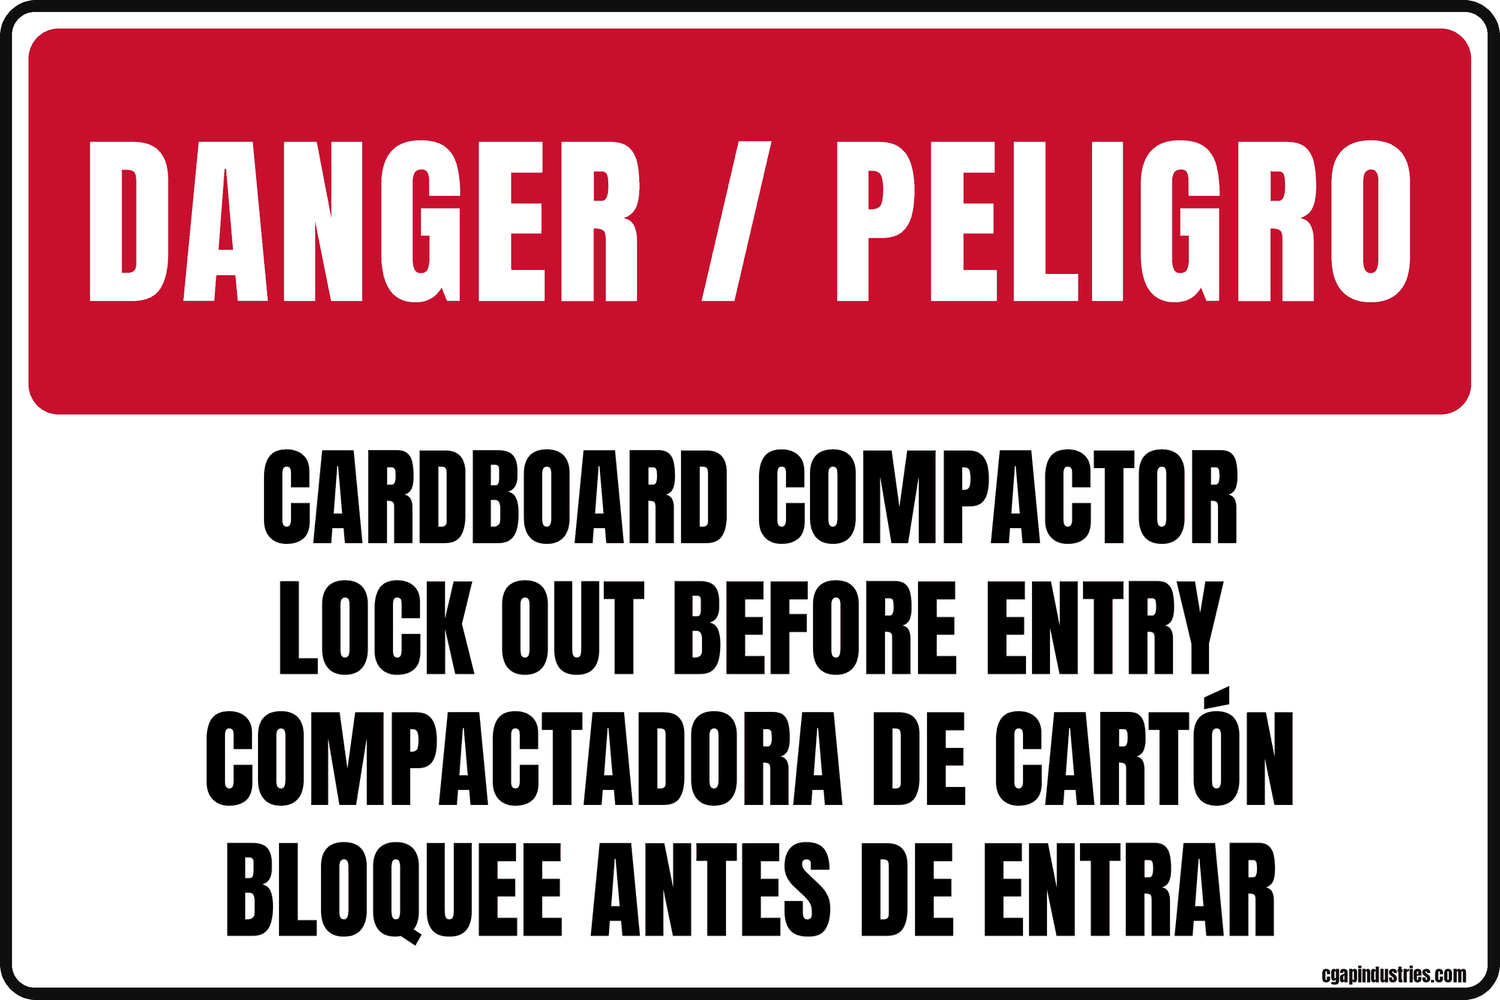 DANGER / PELIGRO
CARDBOARD COMPACTOR
LOCK OUT BEFORE ENTRY
COMPACTADORA DE CARTÓN
BLOQUEE ANTES DE ENTRAR
cgapindustries.com